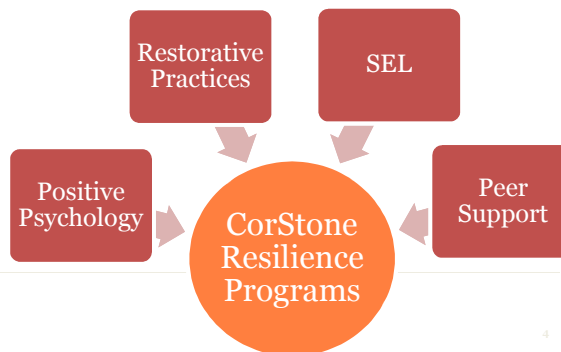 Restorative
Practices
SEL
Positive
Psychology
Peer
Support
CorStone
Resilience
Programs
4